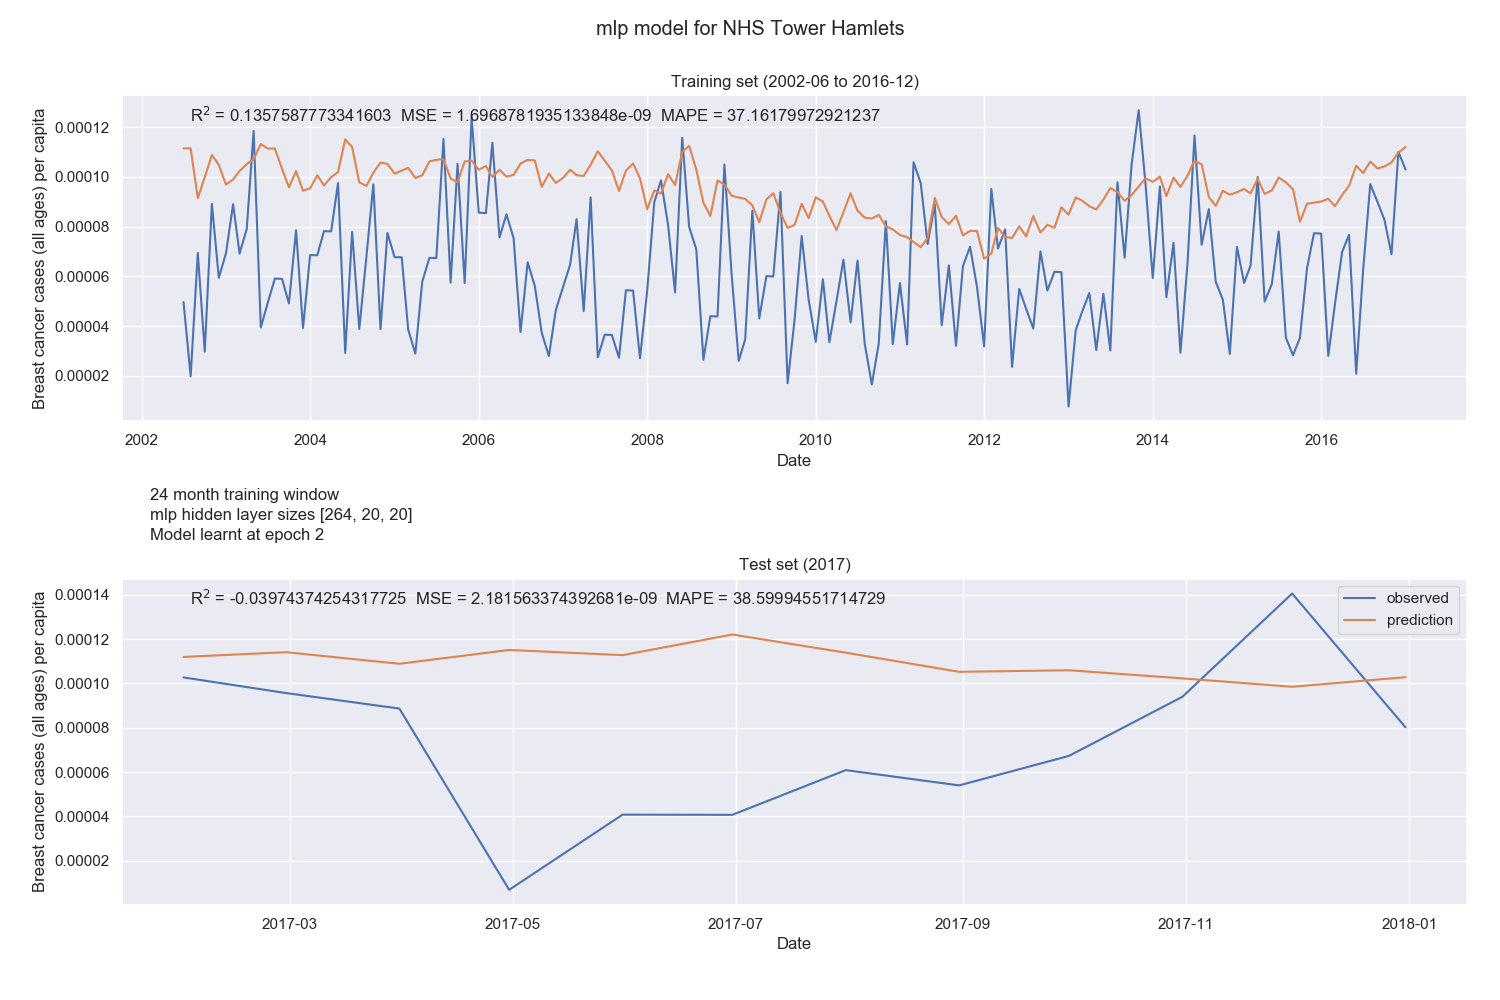 mlp model for NHS Tower Hamlets
Training set (2002-06 to 2016-12)
R² = 0.1357587773341603 MSE = 1.6968781935133848e-09 MAPE = 37.16179972921237
Breast cancer cases (all ages) per capita
0.00012
0.00010
0.00008
0.00006
0.00004
0.00002
2002 2004 2006 2008 2010 2012 2014 2016
Date
24 month training window
mlp hidden layer sizes [264, 20, 20]
Model learnt at epoch 2
Test set (2017)
R² = -0.03974374254317725 MSE = 2.181563374392681e-09 MAPE = 38.59994551714729
observed
prediction
Breast cancer cases (all ages) per capita
0.00014
0.00012
0.00010
0.00008
0.00006
0.00004
0.00002
2017-03 2017-05 2017-07 2017-09 2017-11 2018-01
Date